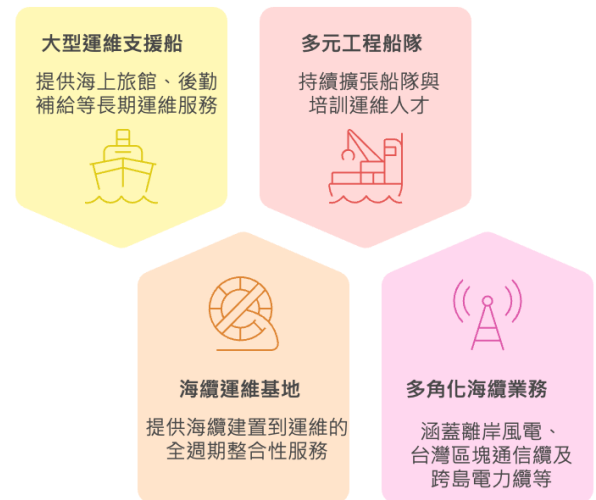 大型運維支援船
提供海上旅館、後勤
補給等長期運維服務
多元工程船隊
持續擴張船隊與
培訓運維人才
海纜運維基地
提供海纜建置到運維的
全週期整合性服務
多角化海纜業務
涵蓋離岸風電、
台灣區塊通信纜及
跨島電力纜等